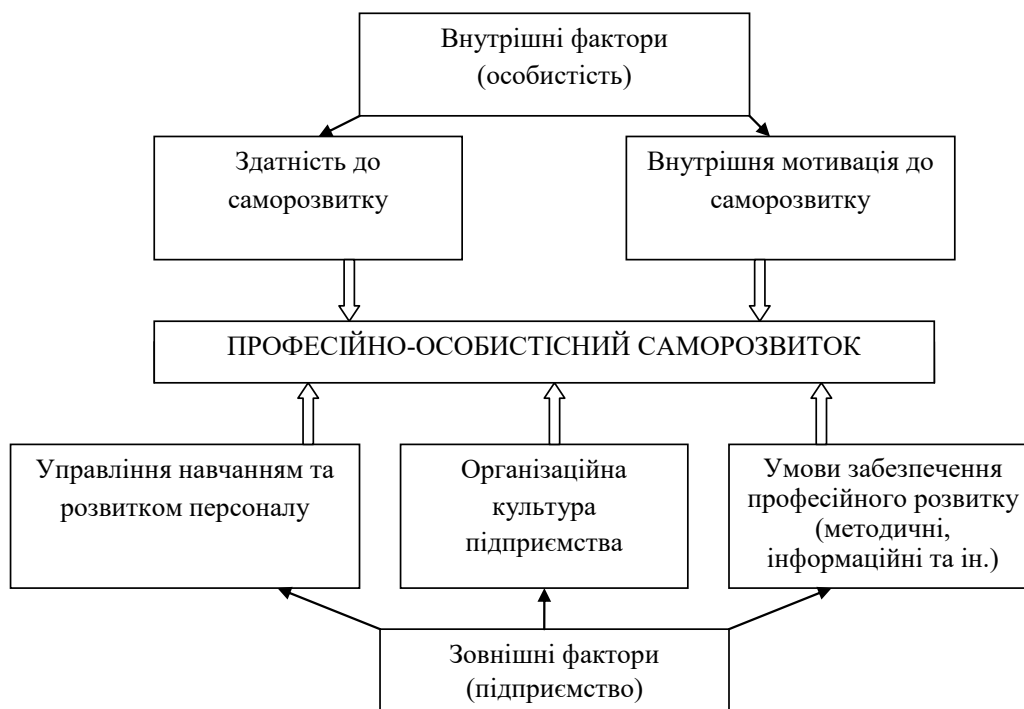 Внутрішні фактори
(особистість)
Здатність до
саморозвитку
Внутрішня мотивація до
саморозвитку
ПРОФЕСІЙНО-ОСОБИСТІСНИЙ САМОРОЗВИТОК
Управління навчанням та
розвитком персоналу
Організаційна
культура
підприємства
Умови забезпечення
професійного розвитку
(методичні,
інформаційні та ін.)
Зовнішні фактори
(підприємство)